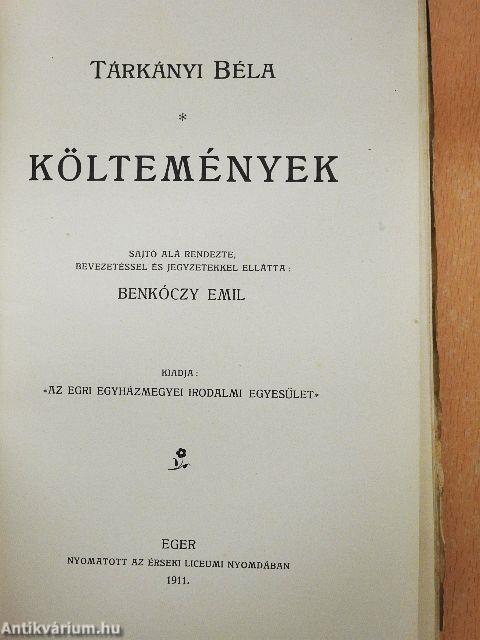 TÁRKÁNYI BÉLA
*
KÖLTEMÉNYEK
SAJTÓ ALÁ RENDEZTE,
BEVEZETÉSSEL ÉS JEGYZETEKKEL ELLÁTTA:
BENKÓCZY EMIL
KIADJA:
«AZ EGRI EGYHÁZMEGYEI IRODALMI EGYESÜLET»
EGER
NYOMATOTT AZ ÉRSEKI LICEUMI NYOMDÁBAN
1911.
Antikvárium.hu